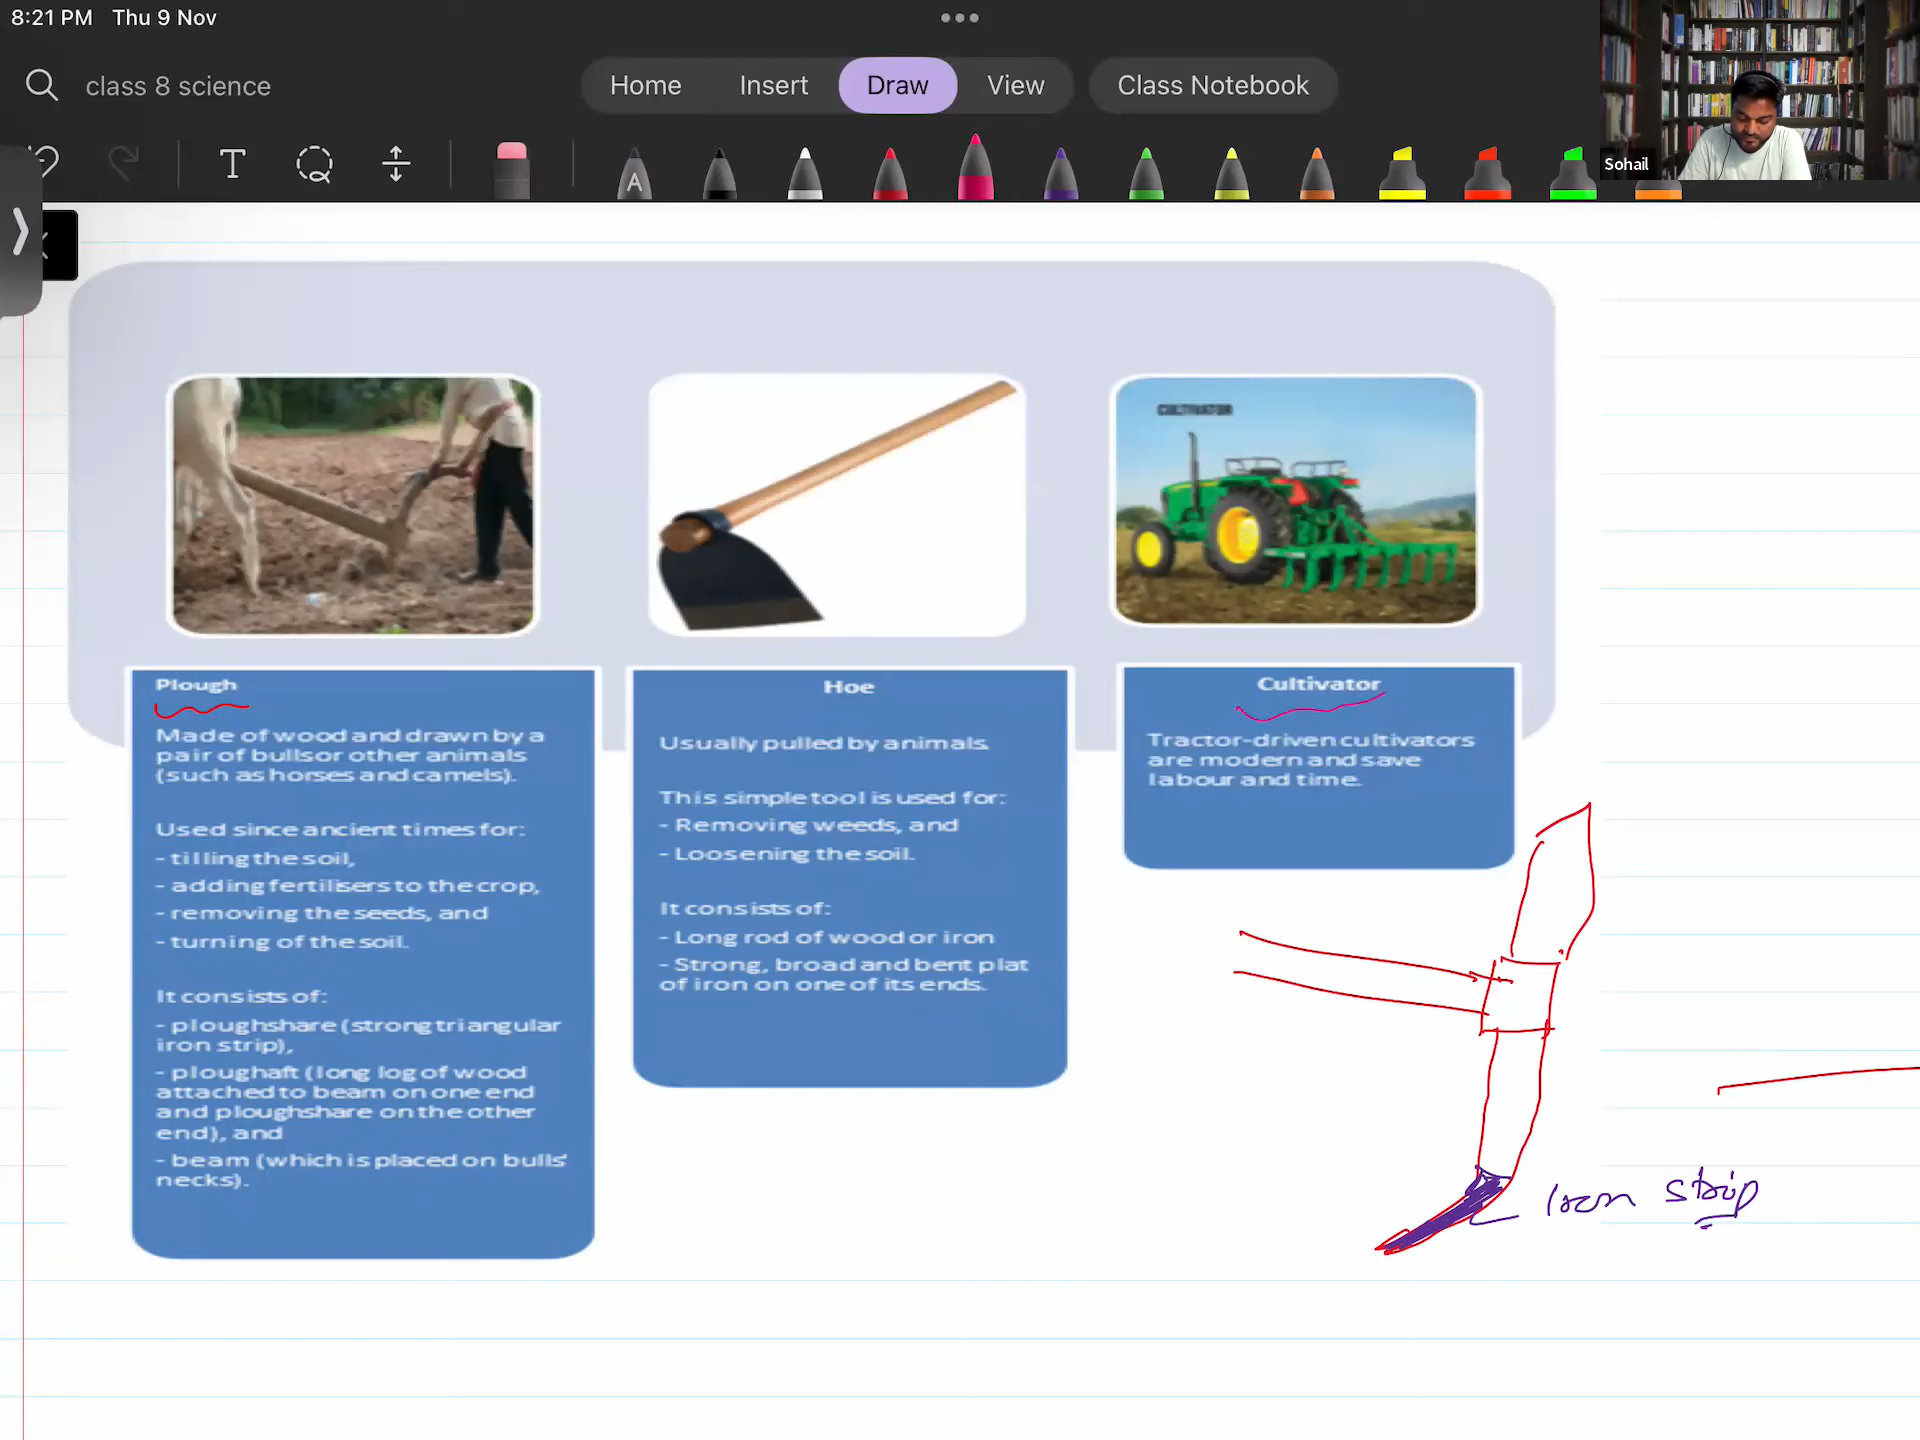 8:21 PM Thu 9 Nov
class 8 science
Home Insert Draw View Class Notebook
A
Sohail
CULTIVATOR
Plough
Made of wood and drawn by a
pair of bulls or other animals
(such as horses and camels).
Used since ancient times for:
- tilling the soil,
- adding fertilisers to the crop,
- removing the seeds, and
- turning of the soil.
It consists of:
- ploughshare (strong triangular
iron strip),
- ploughaft (long log of wood
attached to beam on one end
and ploughshare on the other
end), and
- beam (which is placed on bulls'
necks).
Hoe
Usually pulled by animals.
This simple tool is used for:
- Removing weeds, and
- Loosening the soil.
It consists of:
- Long rod of wood or iron
- Strong, broad and bent plat
of iron on one of its ends.
Cultivator
Tractor-driven cultivators
are modern and save
labour and time.
Iron strip